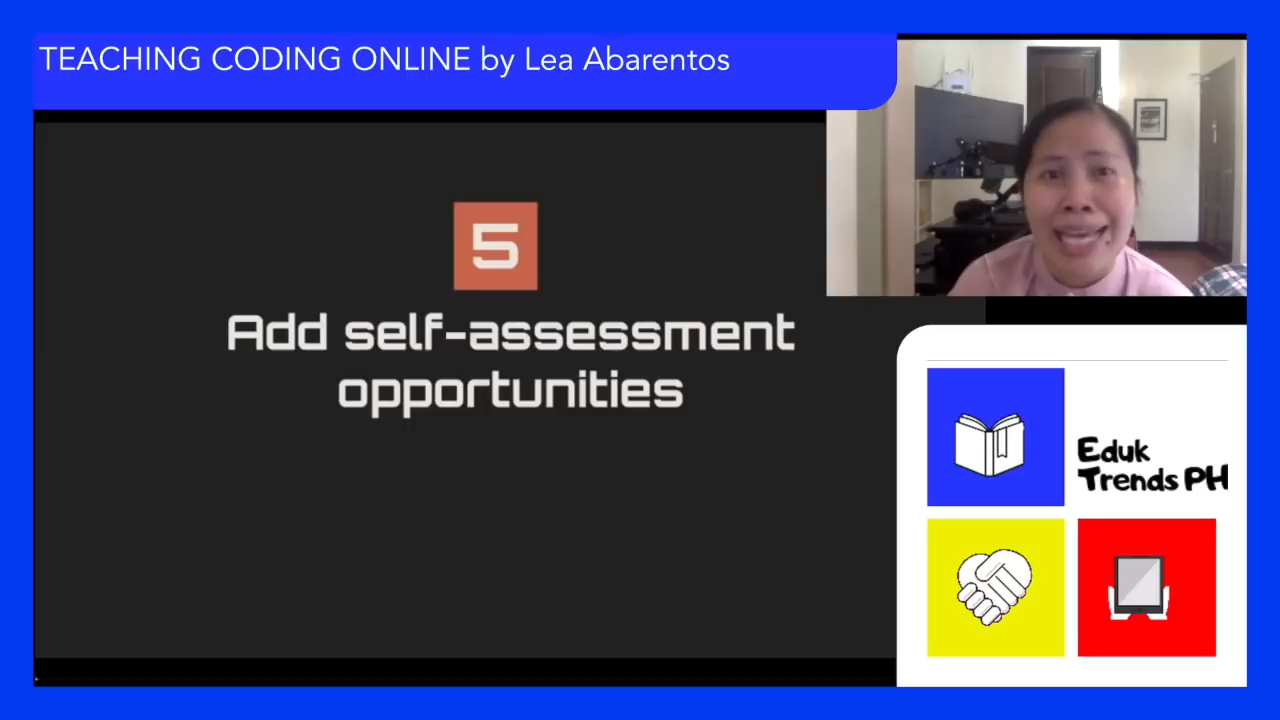 TEACHING CODING ONLINE by Lea Abarentos
5
Add self-assessment
opportunities
Eduk
Trends PH